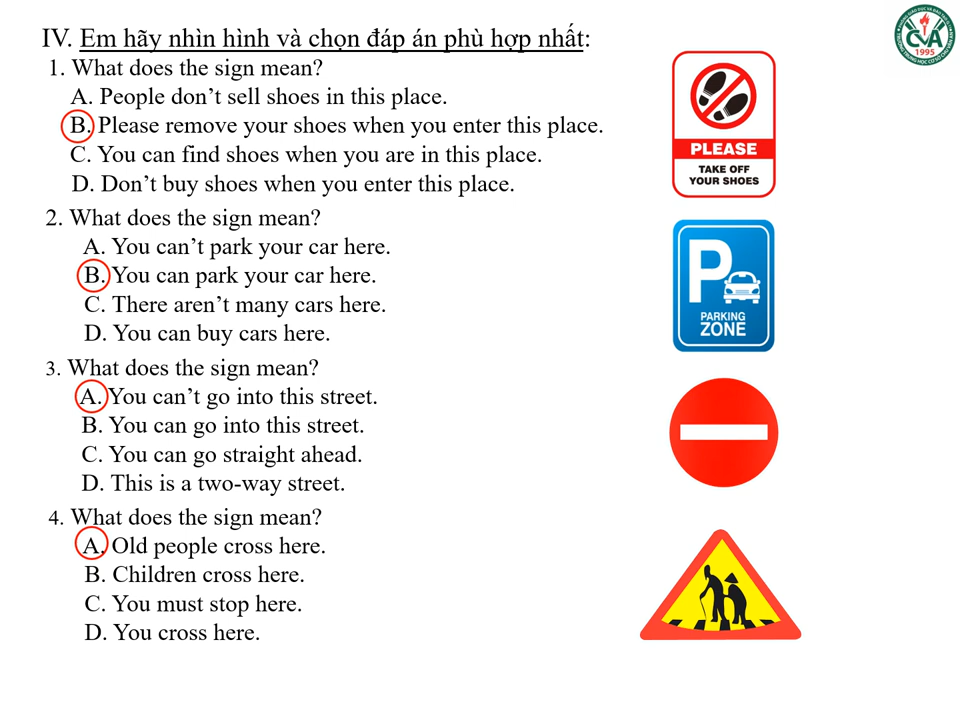 IV. Em hãy nhìn hình và chọn đáp án phù hợp nhất:
1. What does the sign mean?
A. People don’t sell shoes in this place.
B. Please remove your shoes when you enter this place.
C. You can find shoes when you are in this place.
D. Don’t buy shoes when you enter this place.
PLEASE
TAKE OFF
YOUR SHOES
2. What does the sign mean?
A. You can’t park your car here.
B. You can park your car here.
C. There aren’t many cars here.
D. You can buy cars here.
P
PARKING
ZONE
3. What does the sign mean?
A. You can’t go into this street.
B. You can go into this street.
C. You can go straight ahead.
D. This is a two-way street.
4. What does the sign mean?
A. Old people cross here.
B. Children cross here.
C. You must stop here.
D. You cross here.
CVA
1995